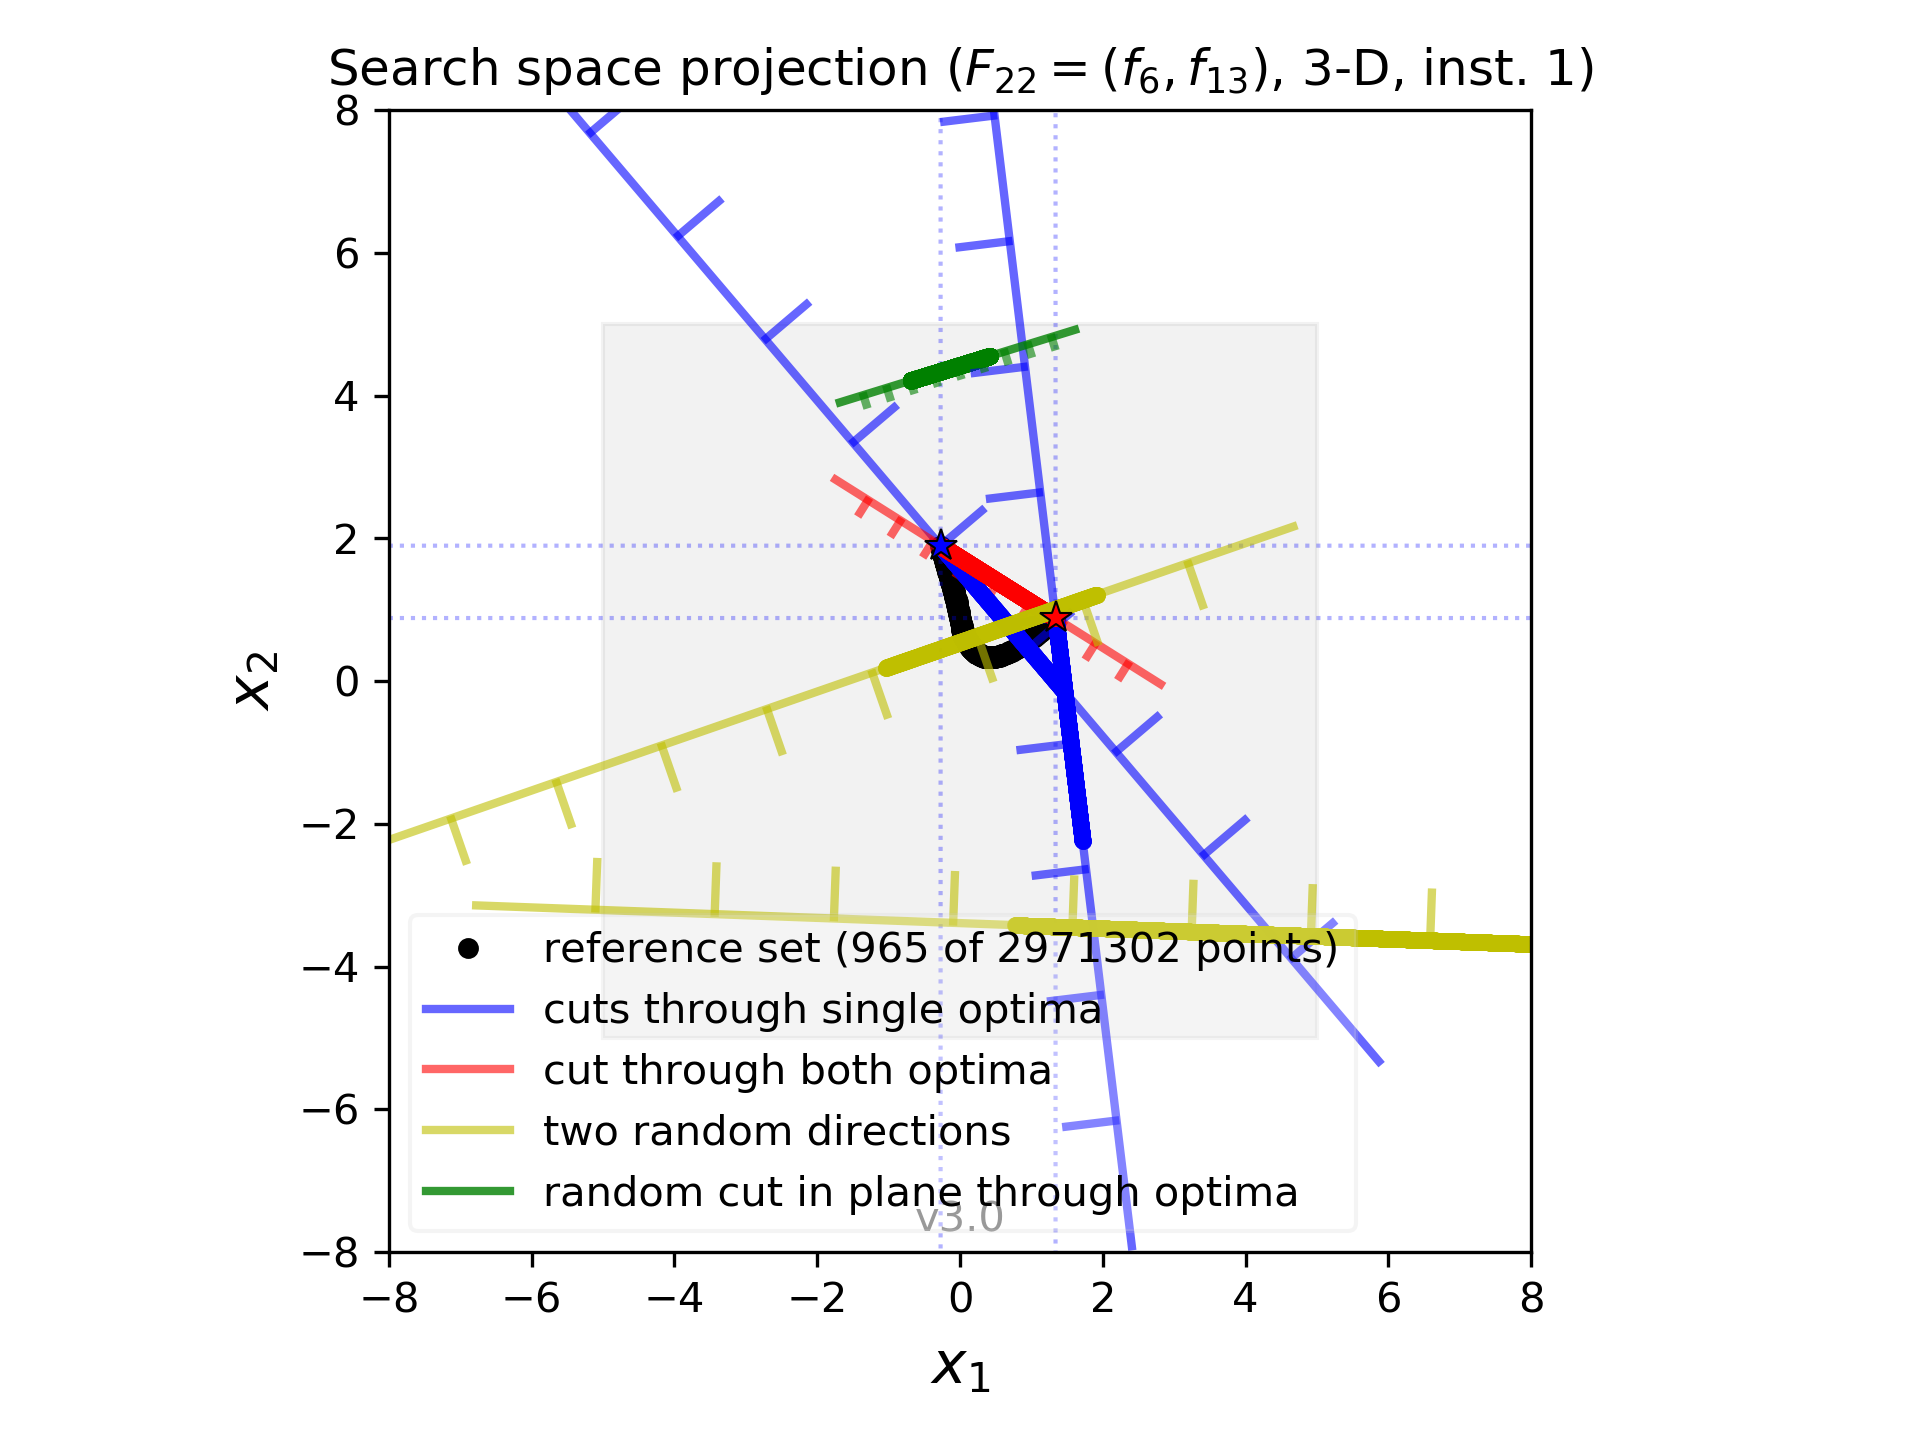 Search space projection (F₂₂ = (f₆, f₁₃), 3-D, inst. 1)
8
6
4
2
0
−2
−4
−6
−8
x₂
reference set (965 of 2971302 points)
cuts through single optima
cut through both optima
two random directions
random cut in plane through optima
v3.0
−8 −6 −4 −2 0 2 4 6 8
x₁